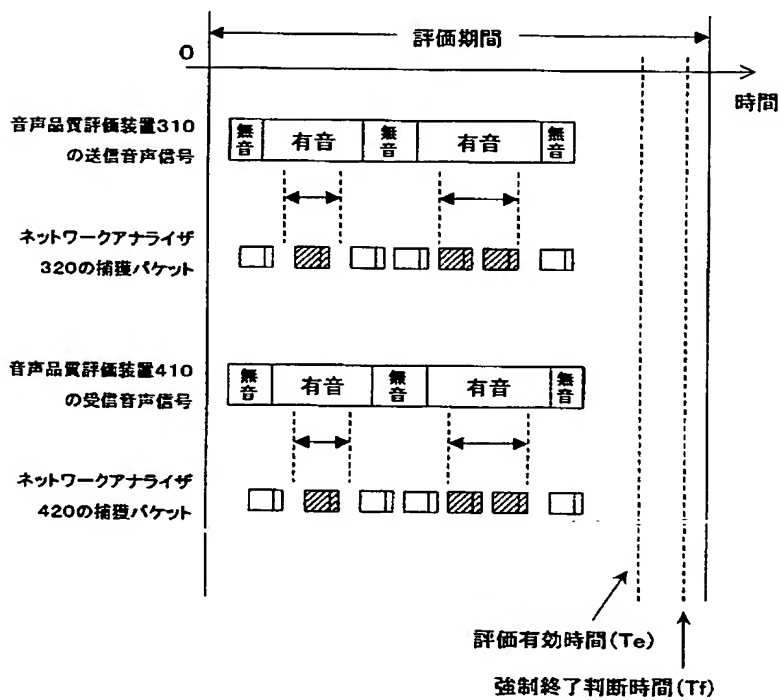 評価期間
0
時間
音声品質評価装置310
の送信音声信号
無音
有音
無音
有音
無音
ネットワークアナライザ
320の捕獲パケット
音声品質評価装置410
の受信音声信号
無音
有音
無音
有音
無音
ネットワークアナライザ
420の捕獲パケット
評価有効時間(Te)
強制終了判断時間(Tf)